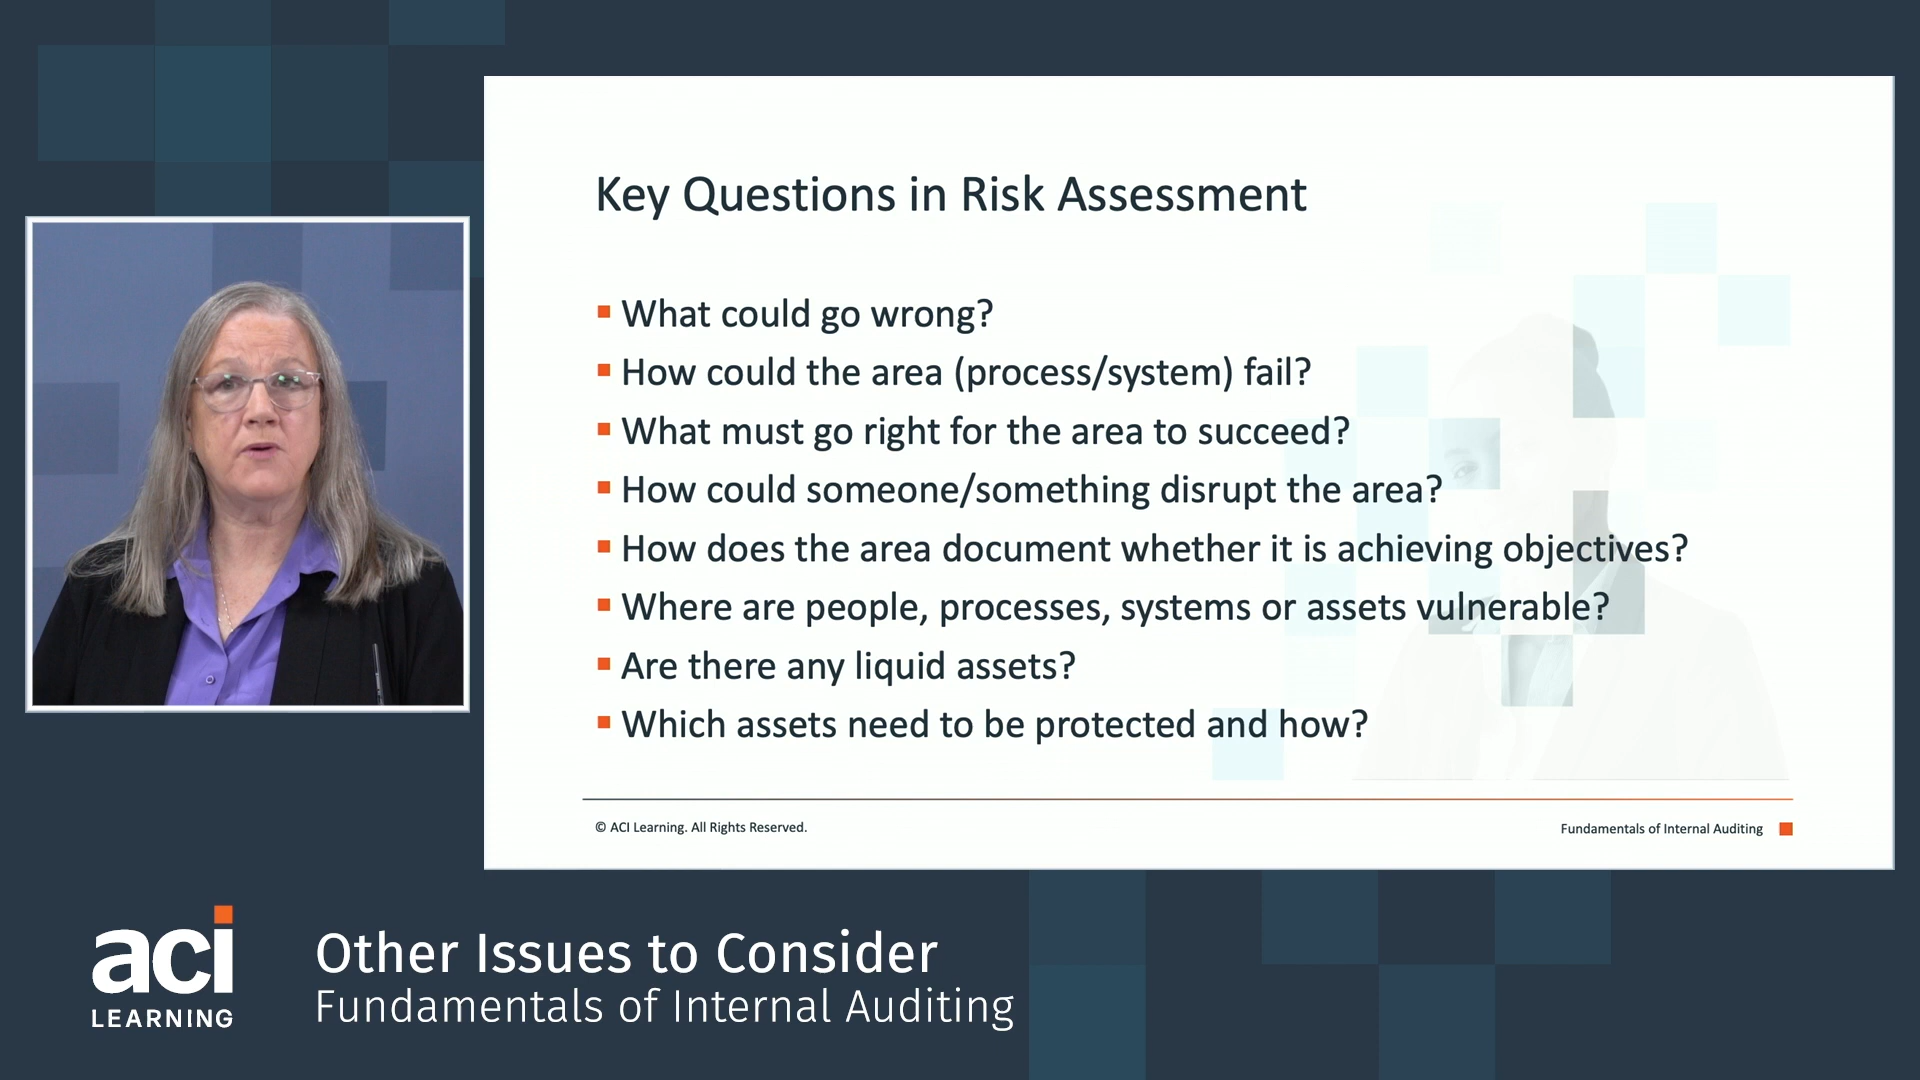 Key Questions in Risk Assessment
What could go wrong?
How could the area (process/system) fail?
What must go right for the area to succeed?
How could someone/something disrupt the area?
How does the area document whether it is achieving objectives?
Where are people, processes, systems or assets vulnerable?
Are there any liquid assets?
Which assets need to be protected and how?
© ACI Learning. All Rights Reserved.
Fundamentals of Internal Auditing
aci
LEARNING
Other Issues to Consider
Fundamentals of Internal Auditing